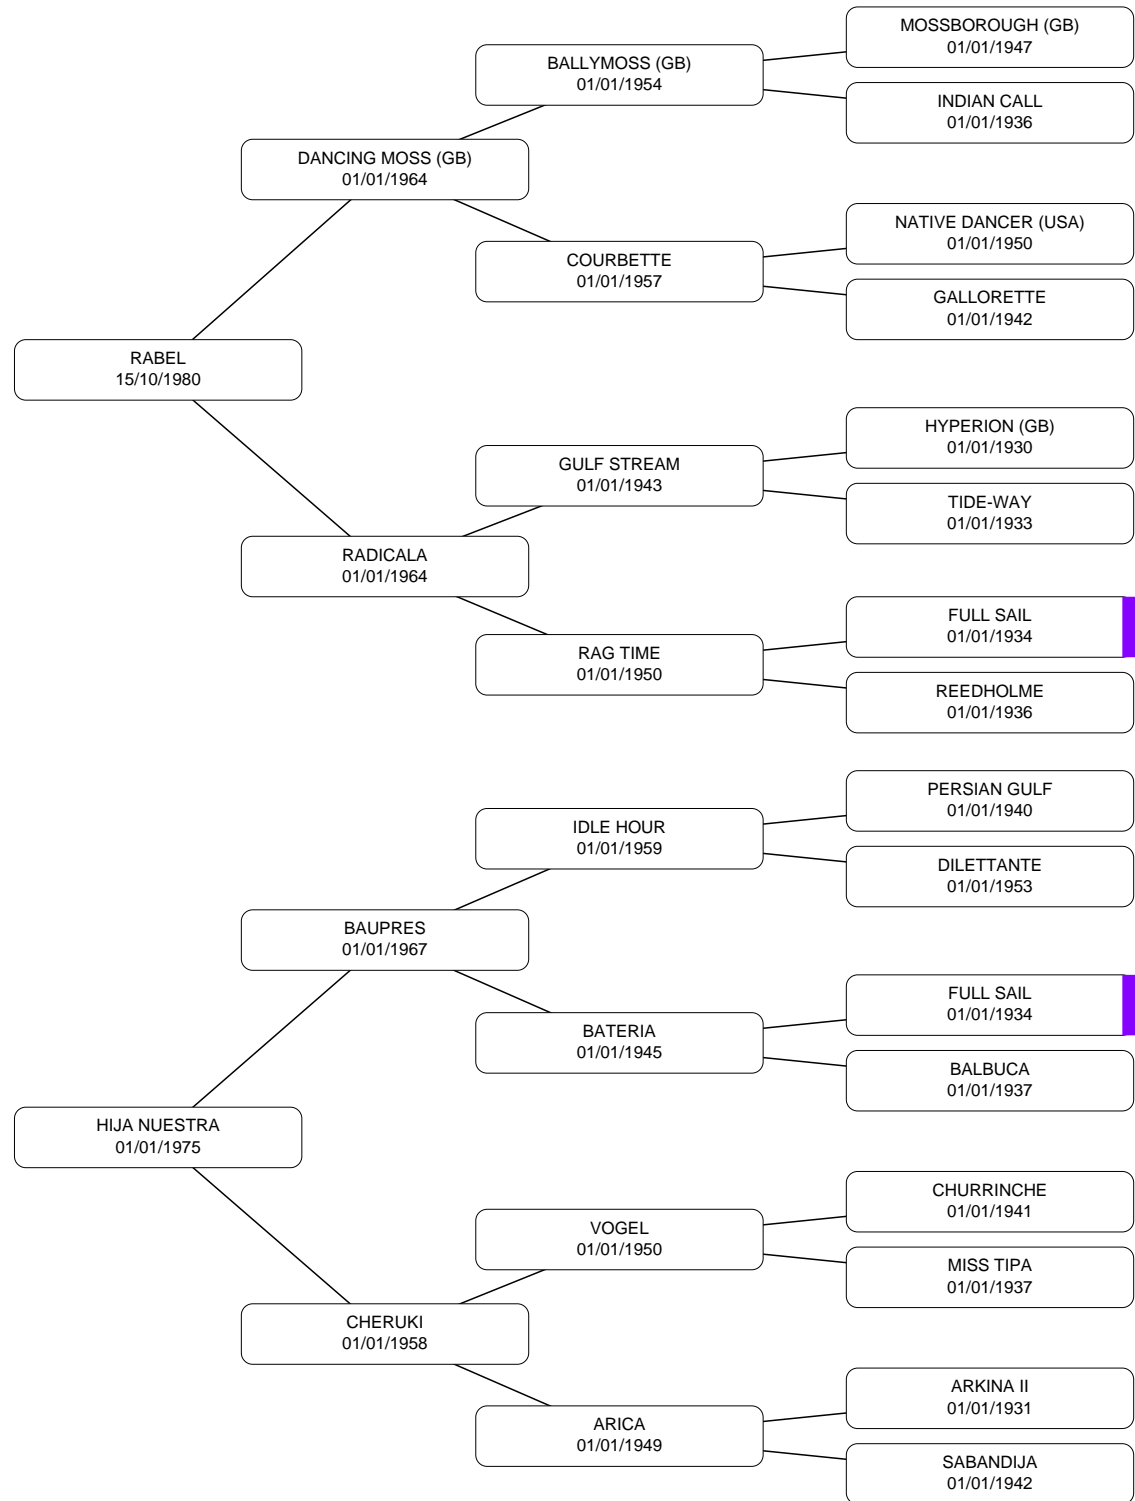 MOSSBOROUGH (GB)
01/01/1947
BALLYMOSS (GB)
01/01/1954
INDIAN CALL
01/01/1936
DANCING MOSS (GB)
01/01/1964
NATIVE DANCER (USA)
01/01/1950
COURBETTE
01/01/1957
GALLORETTE
01/01/1942
RABEL
15/10/1980
HYPERION (GB)
01/01/1930
GULF STREAM
01/01/1943
TIDE-WAY
01/01/1933
RADICALA
01/01/1964
FULL SAIL
01/01/1934
RAG TIME
01/01/1950
REEDHOLME
01/01/1936
PERSIAN GULF
01/01/1940
IDLE HOUR
01/01/1959
DILETTANTE
01/01/1953
BAUPRES
01/01/1967
FULL SAIL
01/01/1934
BATERIA
01/01/1945
BALBUCA
01/01/1937
HIJA NUESTRA
01/01/1975
CHURRINCHE
01/01/1941
VOGEL
01/01/1950
MISS TIPA
01/01/1937
CHERUKI
01/01/1958
ARKINA II
01/01/1931
ARICA
01/01/1949
SABANDIJA
01/01/1942